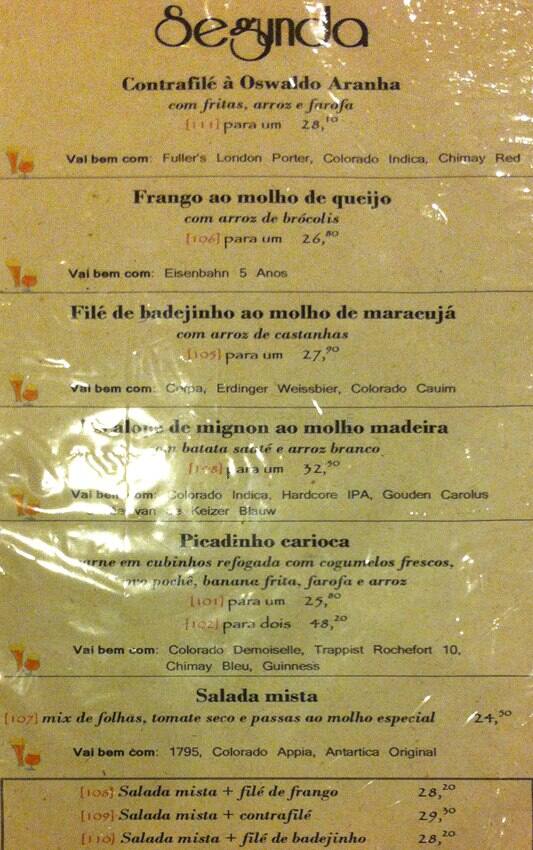 Segunda
Contrafilé à Oswaldo Aranha
com fritas, arroz e farofa
[111] para um 28,10
Vai bem com: Fuller's London Porter, Colorado Indica, Chimay Red
Frango ao molho de queijo
com arroz de brócolis
[106] para um 26,80
Vai bem com: Eisenbahn 5 Anos
Filé de badejinho ao molho de maracujá
com arroz de castanhas
[105] para um 27,90
Vai bem com: Cerpa, Erdinger Weissbier, Colorado Cauim
de mignon ao molho madeira
batata sauté e arroz branco
para um 32,50
Vai bem com: Colorado Indica, Hardcore IPA, Gouden Carolus
van Keizer Blauw
Picadinho carioca
carne em cubinhos refogada com cogumelos frescos,
ovo pochê, banana frita, farofa e arroz
[101] para um 25,80
[102] para dois 48,20
Vai bem com: Colorado Demoiselle, Trappist Rochefort 10,
Chimay Bleu, Guinness
Salada mista
[107] mix de folhas, tomate seco e passas ao molho especial 24,50
Vai bem com: 1795, Colorado Appia, Antartica Original
[108] Salada mista + filé de frango 28,20
[109] Salada mista + contrafilé 29,30
[110] Salada mista + filé de badejinho 28,20